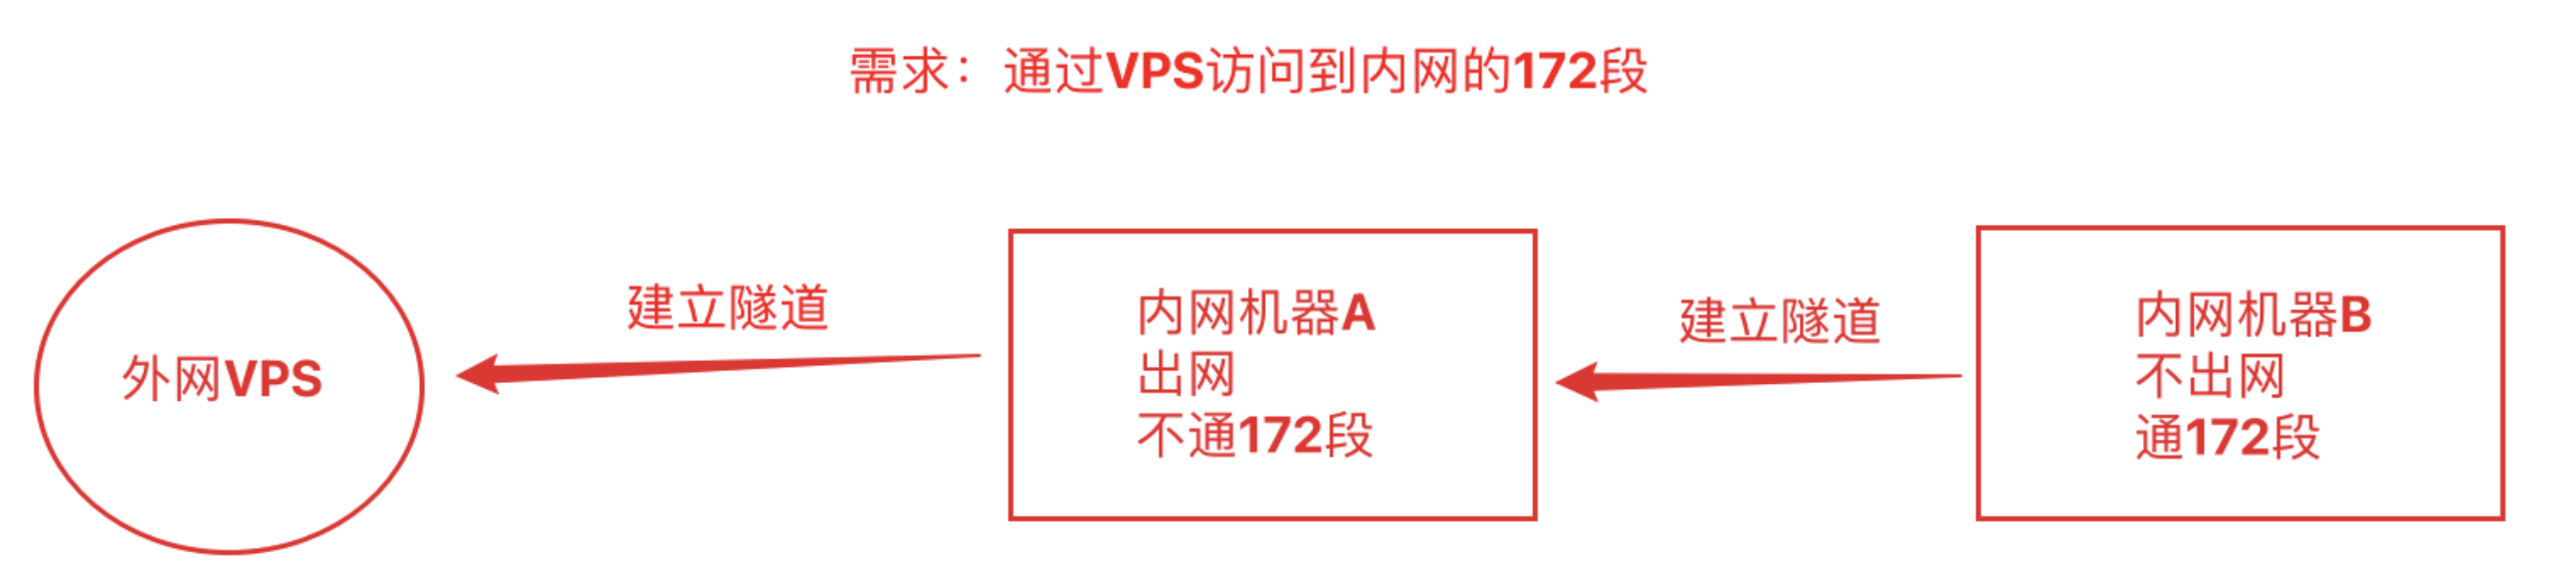 需求：通过VPS访问到内网的172段
外网VPS
建立隧道
内网机器A
出网
不通172段
建立隧道
内网机器B
不出网
通172段